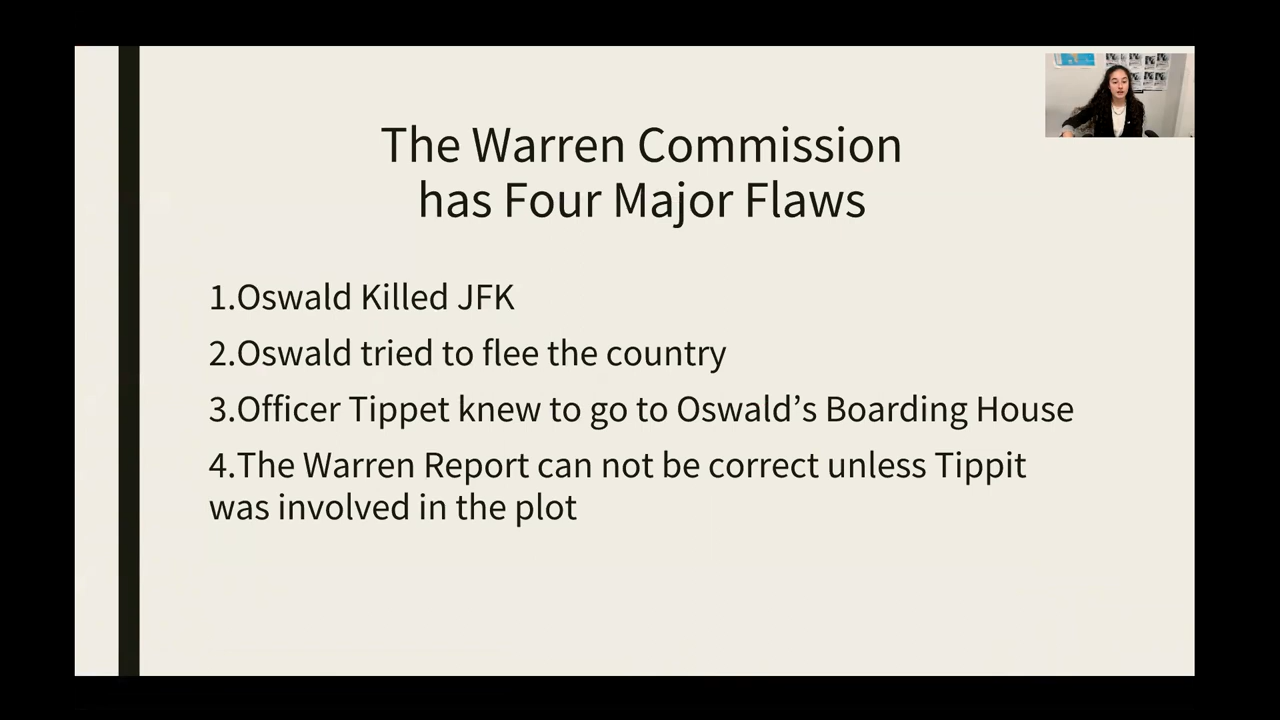 The Warren Commission
has Four Major Flaws
1.Oswald Killed JFK
2.Oswald tried to flee the country
3.Officer Tippet knew to go to Oswald’s Boarding House
4.The Warren Report can not be correct unless Tippit
was involved in the plot